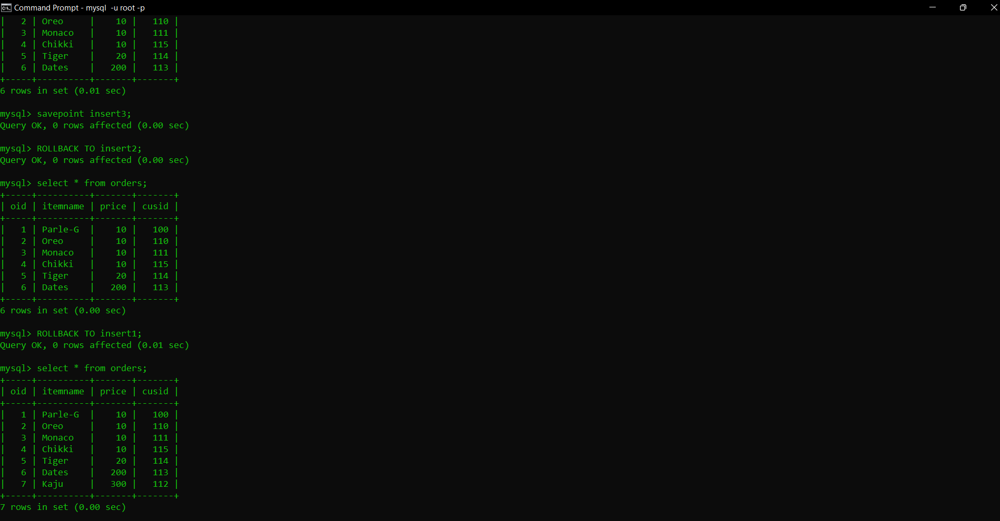 Command Prompt - mysql  -u root -p
|   2 | Oreo     |    10 |   110 |
|   3 | Monaco   |    10 |   111 |
|   4 | Chikki   |    10 |   115 |
|   5 | Tiger    |    20 |   114 |
|   6 | Dates    |   200 |   113 |
+-----+----------+-------+-------+
6 rows in set (0.01 sec)

mysql> savepoint insert3;
Query OK, 0 rows affected (0.00 sec)

mysql> ROLLBACK TO insert2;
Query OK, 0 rows affected (0.00 sec)

mysql> select * from orders;
+-----+----------+-------+-------+
| oid | itemname | price | cusid |
+-----+----------+-------+-------+
|   1 | Parle-G  |    10 |   100 |
|   2 | Oreo     |    10 |   110 |
|   3 | Monaco   |    10 |   111 |
|   4 | Chikki   |    10 |   115 |
|   5 | Tiger    |    20 |   114 |
|   6 | Dates    |   200 |   113 |
+-----+----------+-------+-------+
6 rows in set (0.00 sec)

mysql> ROLLBACK TO insert1;
Query OK, 0 rows affected (0.01 sec)

mysql> select * from orders;
+-----+----------+-------+-------+
| oid | itemname | price | cusid |
+-----+----------+-------+-------+
|   1 | Parle-G  |    10 |   100 |
|   2 | Oreo     |    10 |   110 |
|   3 | Monaco   |    10 |   111 |
|   4 | Chikki   |    10 |   115 |
|   5 | Tiger    |    20 |   114 |
|   6 | Dates    |   200 |   113 |
|   7 | Kaju     |   300 |   112 |
+-----+----------+-------+-------+
7 rows in set (0.00 sec)